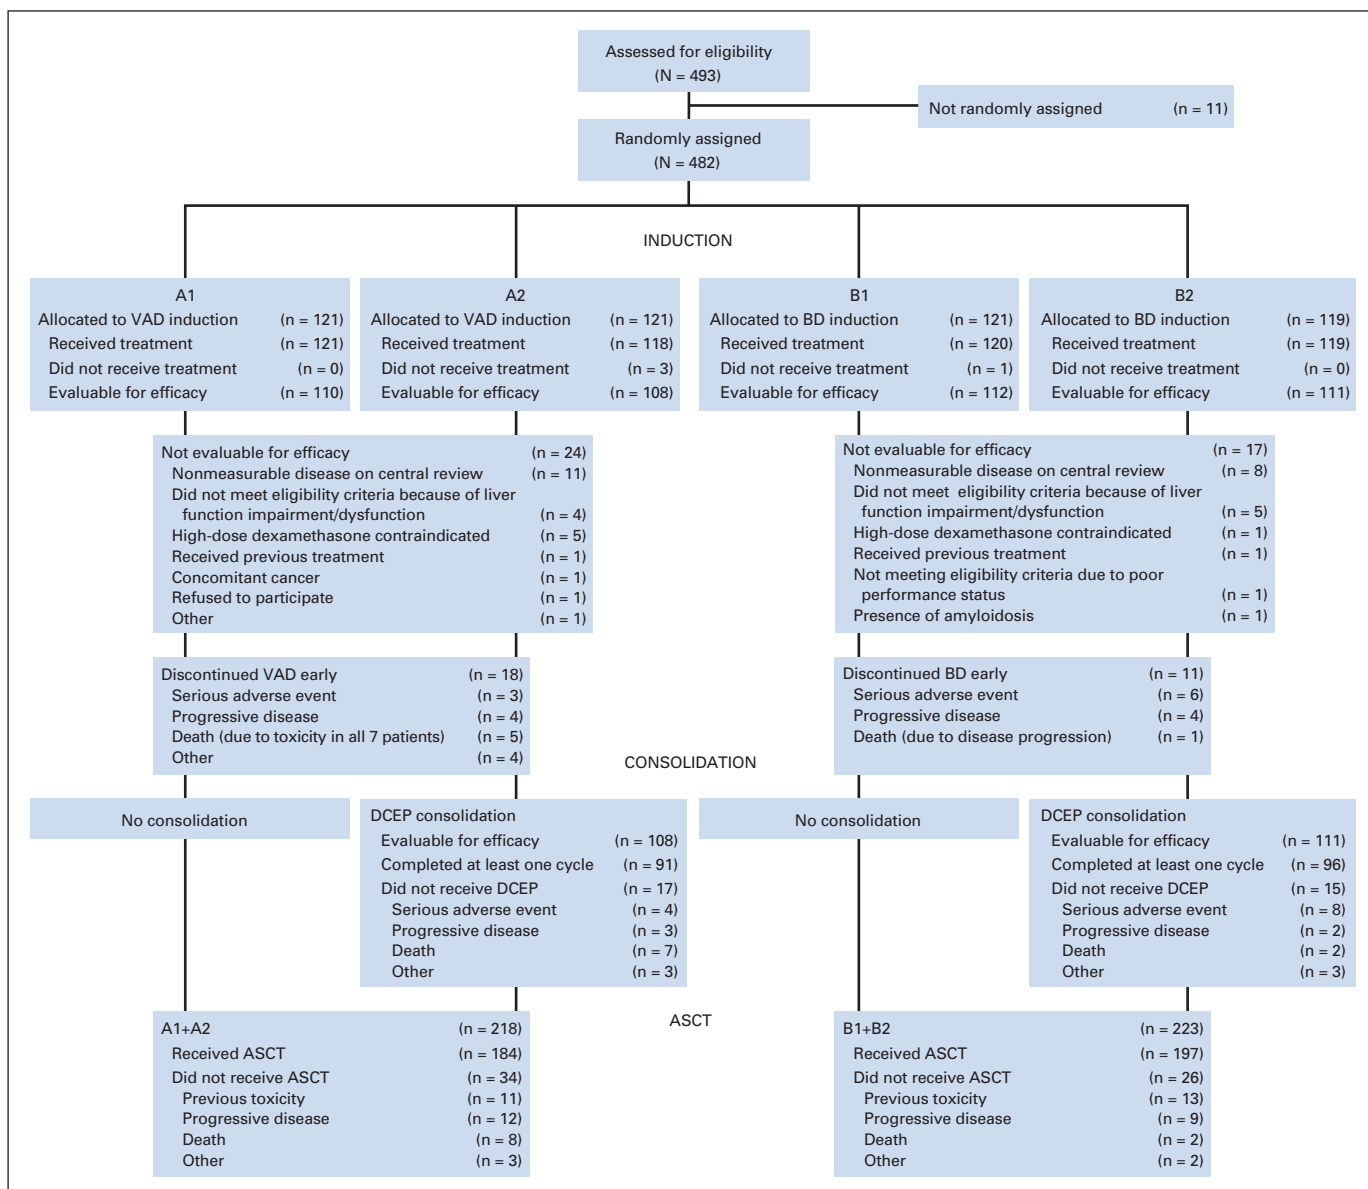 Assessed for eligibility
(N = 493)
Not randomly assigned (n = 11)
Randomly assigned
(N = 482)
INDUCTION
A1
Allocated to VAD induction (n = 121)
Received treatment (n = 121)
Did not receive treatment (n = 0)
Evaluable for efficacy (n = 110)
A2
Allocated to VAD induction (n = 121)
Received treatment (n = 118)
Did not receive treatment (n = 3)
Evaluable for efficacy (n = 108)
B1
Allocated to BD induction (n = 121)
Received treatment (n = 120)
Did not receive treatment (n = 1)
Evaluable for efficacy (n = 112)
B2
Allocated to BD induction (n = 119)
Received treatment (n = 119)
Did not receive treatment (n = 0)
Evaluable for efficacy (n = 111)
Not evaluable for efficacy (n = 24)
Nonmeasurable disease on central review (n = 11)
Did not meet eligibility criteria because of liver
function impairment/dysfunction (n = 4)
High-dose dexamethasone contraindicated (n = 5)
Received previous treatment (n = 1)
Concomitant cancer (n = 1)
Refused to participate (n = 1)
Other (n = 1)
Not evaluable for efficacy (n = 17)
Nonmeasurable disease on central review (n = 8)
Did not meet eligibility criteria because of liver
function impairment/dysfunction (n = 5)
High-dose dexamethasone contraindicated (n = 1)
Received previous treatment (n = 1)
Not meeting eligibility criteria due to poor
performance status (n = 1)
Presence of amyloidosis (n = 1)
Discontinued VAD early (n = 18)
Serious adverse event (n = 3)
Progressive disease (n = 4)
Death (due to toxicity in all 7 patients) (n = 5)
Other (n = 4)
Discontinued BD early (n = 11)
Serious adverse event (n = 6)
Progressive disease (n = 4)
Death (due to disease progression) (n = 1)
CONSOLIDATION
No consolidation
DCEP consolidation
Evaluable for efficacy (n = 108)
Completed at least one cycle (n = 91)
Did not receive DCEP (n = 17)
Serious adverse event (n = 4)
Progressive disease (n = 3)
Death (n = 7)
Other (n = 3)
No consolidation
DCEP consolidation
Evaluable for efficacy (n = 111)
Completed at least one cycle (n = 96)
Did not receive DCEP (n = 15)
Serious adverse event (n = 8)
Progressive disease (n = 2)
Death (n = 2)
Other (n = 3)
ASCT
A1+A2 (n = 218)
Received ASCT (n = 184)
Did not receive ASCT (n = 34)
Previous toxicity (n = 11)
Progressive disease (n = 12)
Death (n = 8)
Other (n = 3)
B1+B2 (n = 223)
Received ASCT (n = 197)
Did not receive ASCT (n = 26)
Previous toxicity (n = 13)
Progressive disease (n = 9)
Death (n = 2)
Other (n = 2)